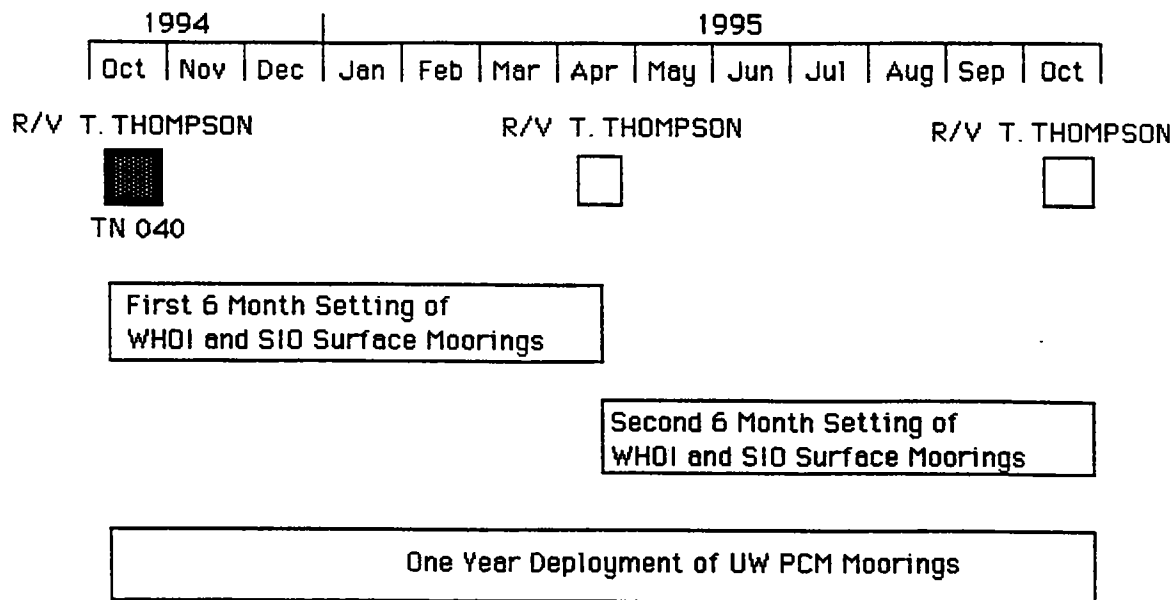 1994 1995
Oct Nov Dec Jan Feb Mar Apr May Jun Jul Aug Sep Oct
R/V T. THOMPSON R/V T. THOMPSON R/V T. THOMPSON
TN 040
First 6 Month Setting of
WHOI and SIO Surface Moorings
Second 6 Month Setting of
WHOI and SIO Surface Moorings
One Year Deployment of UW PCM Moorings